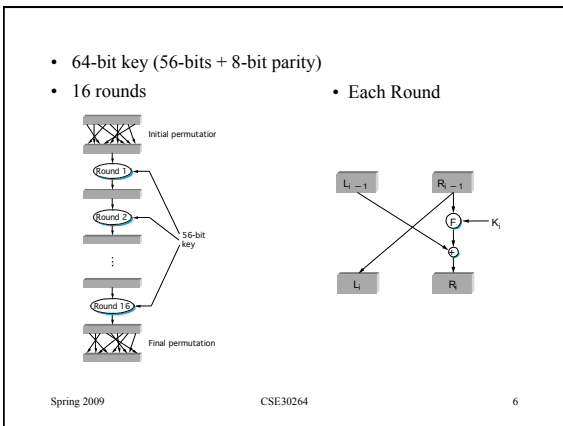 • 64-bit key (56-bits + 8-bit parity)
• 16 rounds
• Each Round
Initial permutation
Round 1
Round 2
56-bit
key
⋮
Round 16
Final permutation
L i − 1
R i − 1
F
K i
+
L i
R i
Spring 2009
CSE30264
6